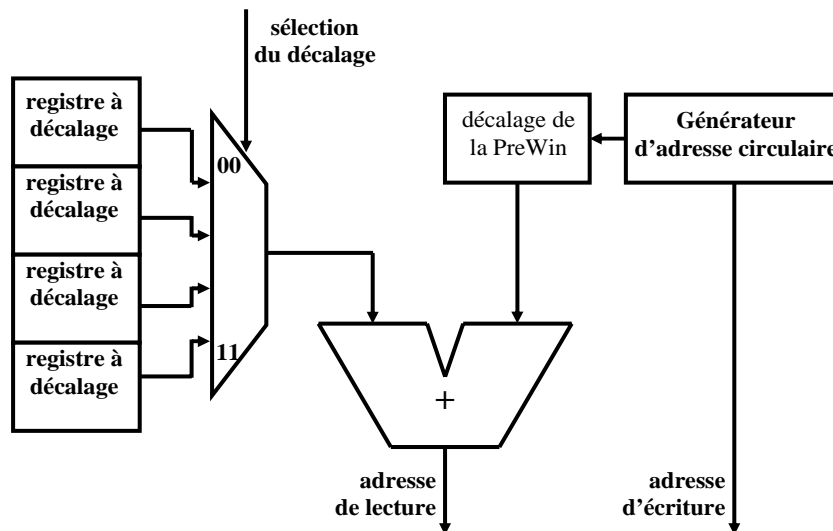 sélection
du décalage
registre à
décalage
registre à
décalage
registre à
décalage
registre à
décalage
00
11
décalage de
la PreWin
Générateur
d'adresse circulaire
+
adresse
de lecture
adresse
d'écriture